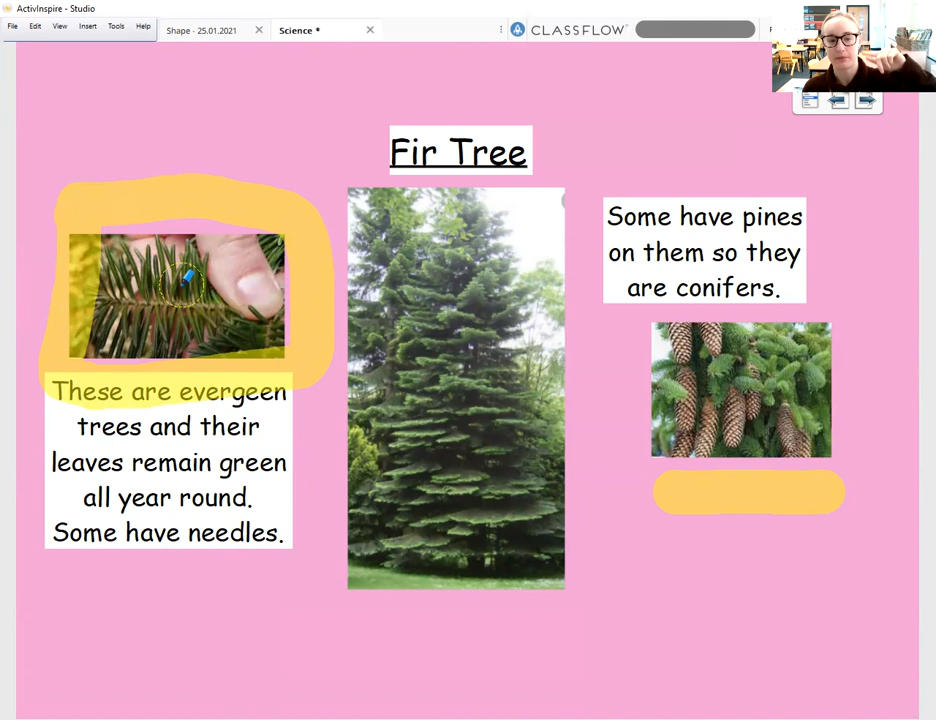 ActivInspire - Studio
File Edit View Insert Tools Help
Shape - 25.01.2021
Science *
CLASSFLOW
Fir Tree
These are evergeen
trees and their
leaves remain green
all year round.
Some have needles.
Some have pines
on them so they
are conifers.